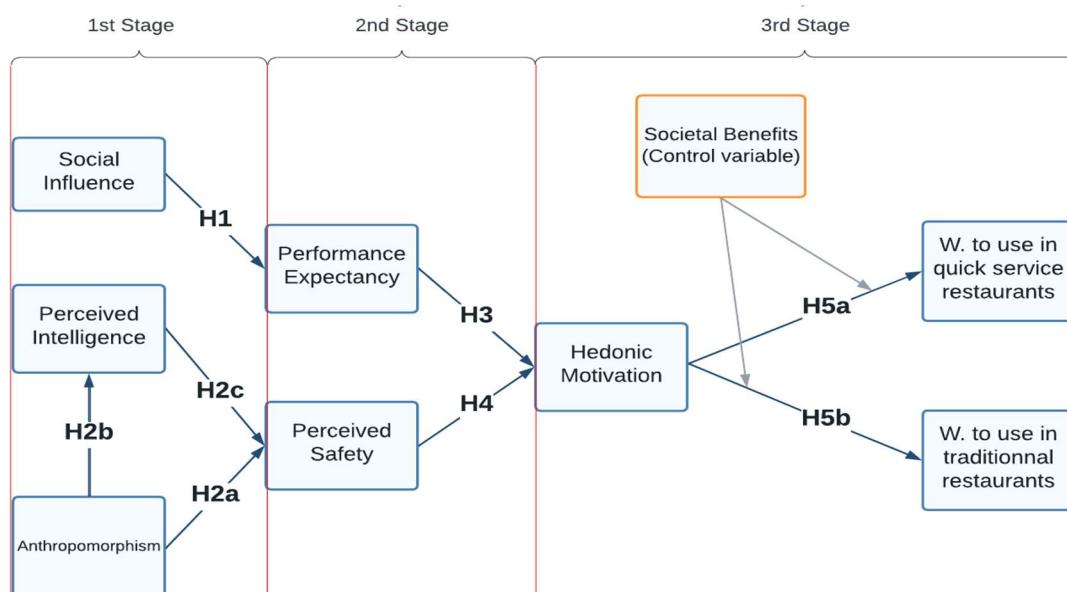 1st Stage
2nd Stage
3rd Stage
Societal Benefits
(Control variable)
Social
Influence
H1
Performance
Expectancy
W. to use in
quick service
restaurants
Perceived
Intelligence
H3
H5a
Hedonic
Motivation
H2c
H4
H2b
Perceived
Safety
H5b
W. to use in
traditionnal
restaurants
H2a
Anthropomorphism